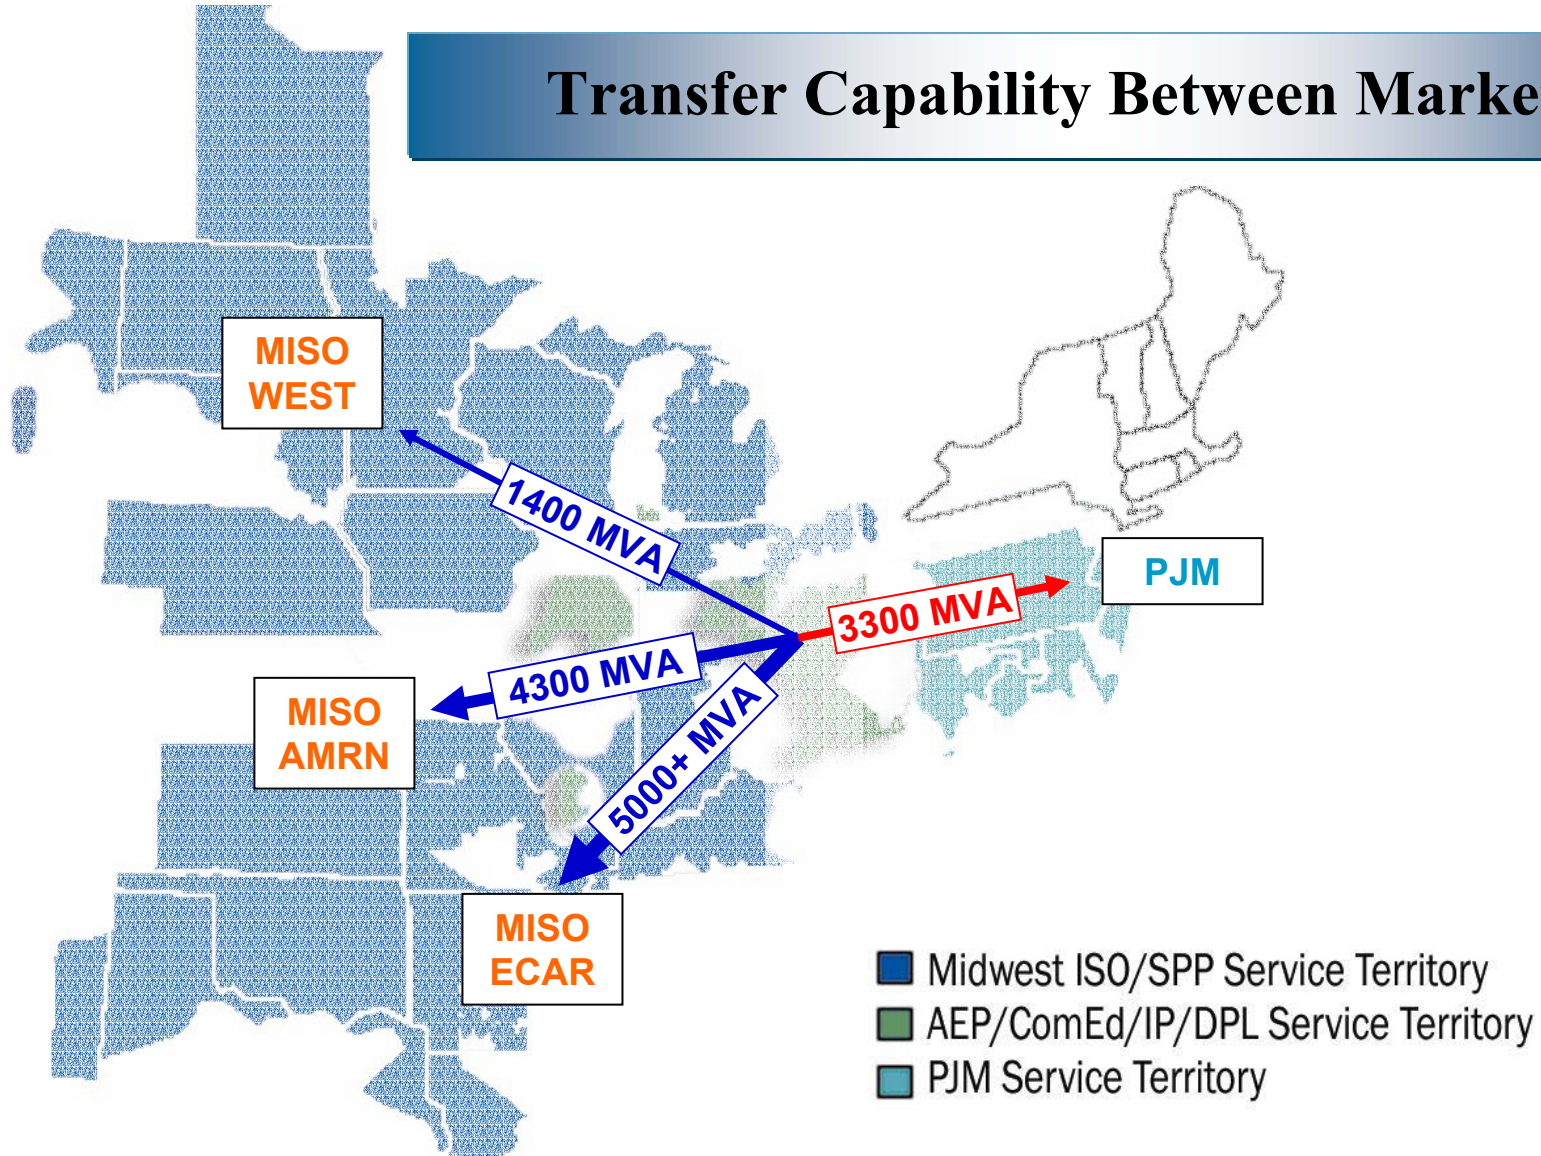 Transfer Capability Between Marke
MISO
WEST
1400 MVA
PJM
3300 MVA
4300 MVA
MISO
AMRN
5000+ MVA
MISO
ECAR
Midwest ISO/SPP Service Territory
AEP/ComEd/IP/DPL Service Territory
PJM Service Territory